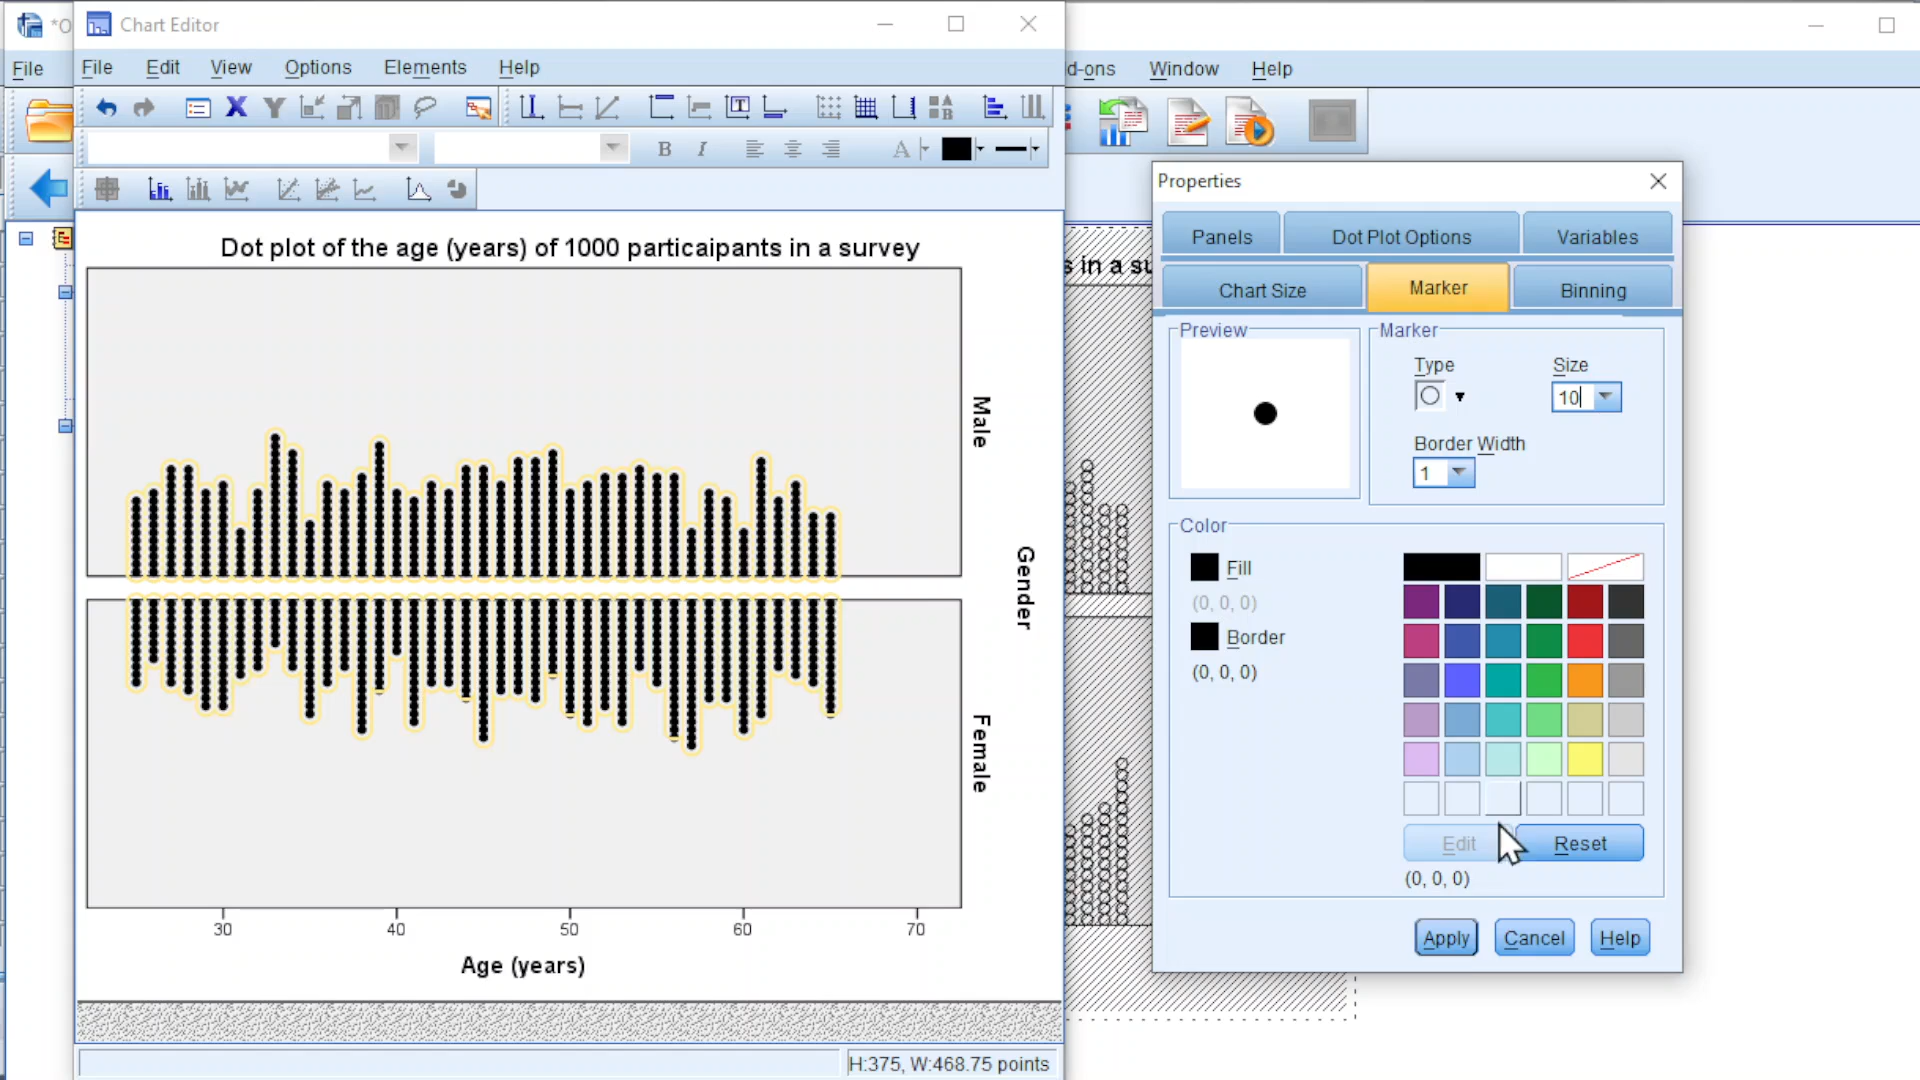 *O
Chart Editor
File
File Edit View Options Elements Help
d-ons Window Help
B I A
Dot plot of the age (years) of 1000 particaipants in a survey
Male
Gender
Female
30 40 50 60 70
Age (years)
H:375, W:468.75 points
s in a su
Properties
Panels Dot Plot Options Variables
Chart Size Marker Binning
Preview
Marker
Type Size
10
Border Width
1
Color
Fill
(0, 0, 0)
Border
(0, 0, 0)
Edit Reset
(0, 0, 0)
Apply Cancel Help